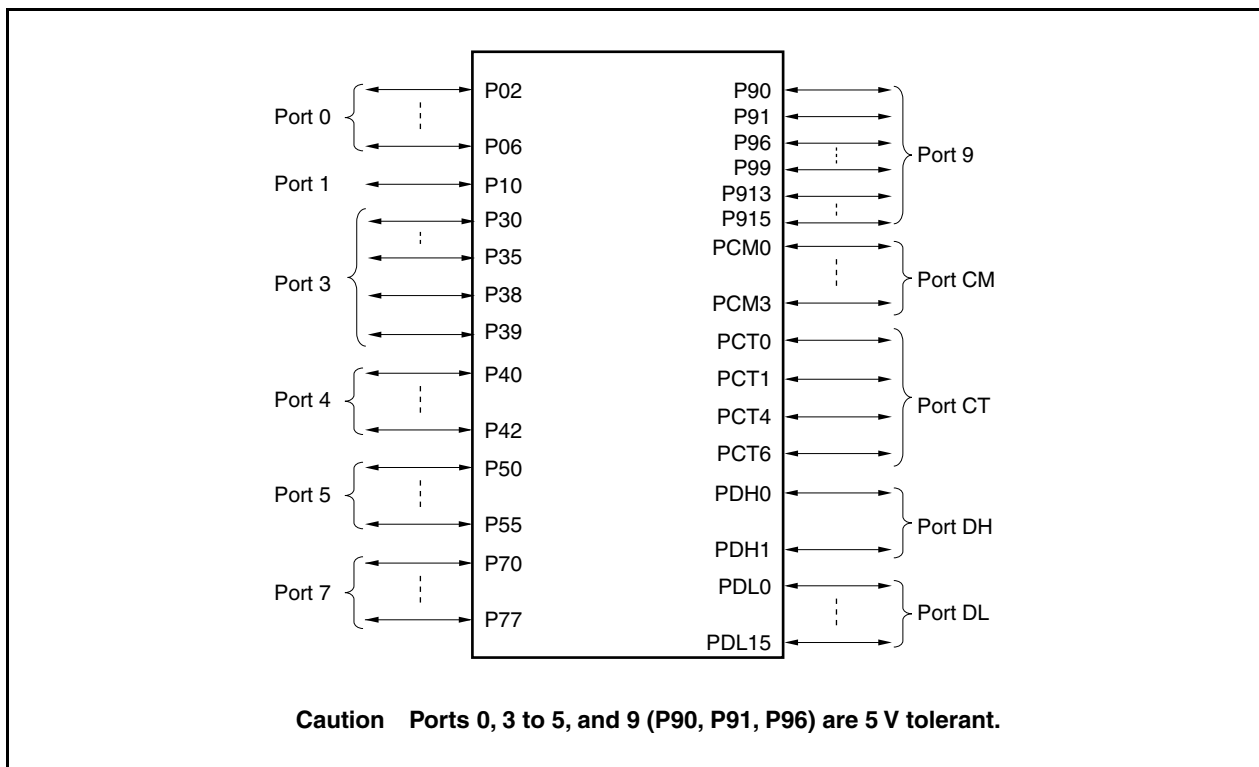 Port 0
P02
P06
Port 1
P10
Port 3
P30
P35
P38
P39
Port 4
P40
P42
Port 5
P50
P55
Port 7
P70
P77
P90
P91
P96
P99
P913
P915
Port 9
PCM0
PCM3
Port CM
PCT0
PCT1
PCT4
PCT6
Port CT
PDH0
PDH1
Port DH
PDL0
PDL15
Port DL
Caution Ports 0, 3 to 5, and 9 (P90, P91, P96) are 5 V tolerant.